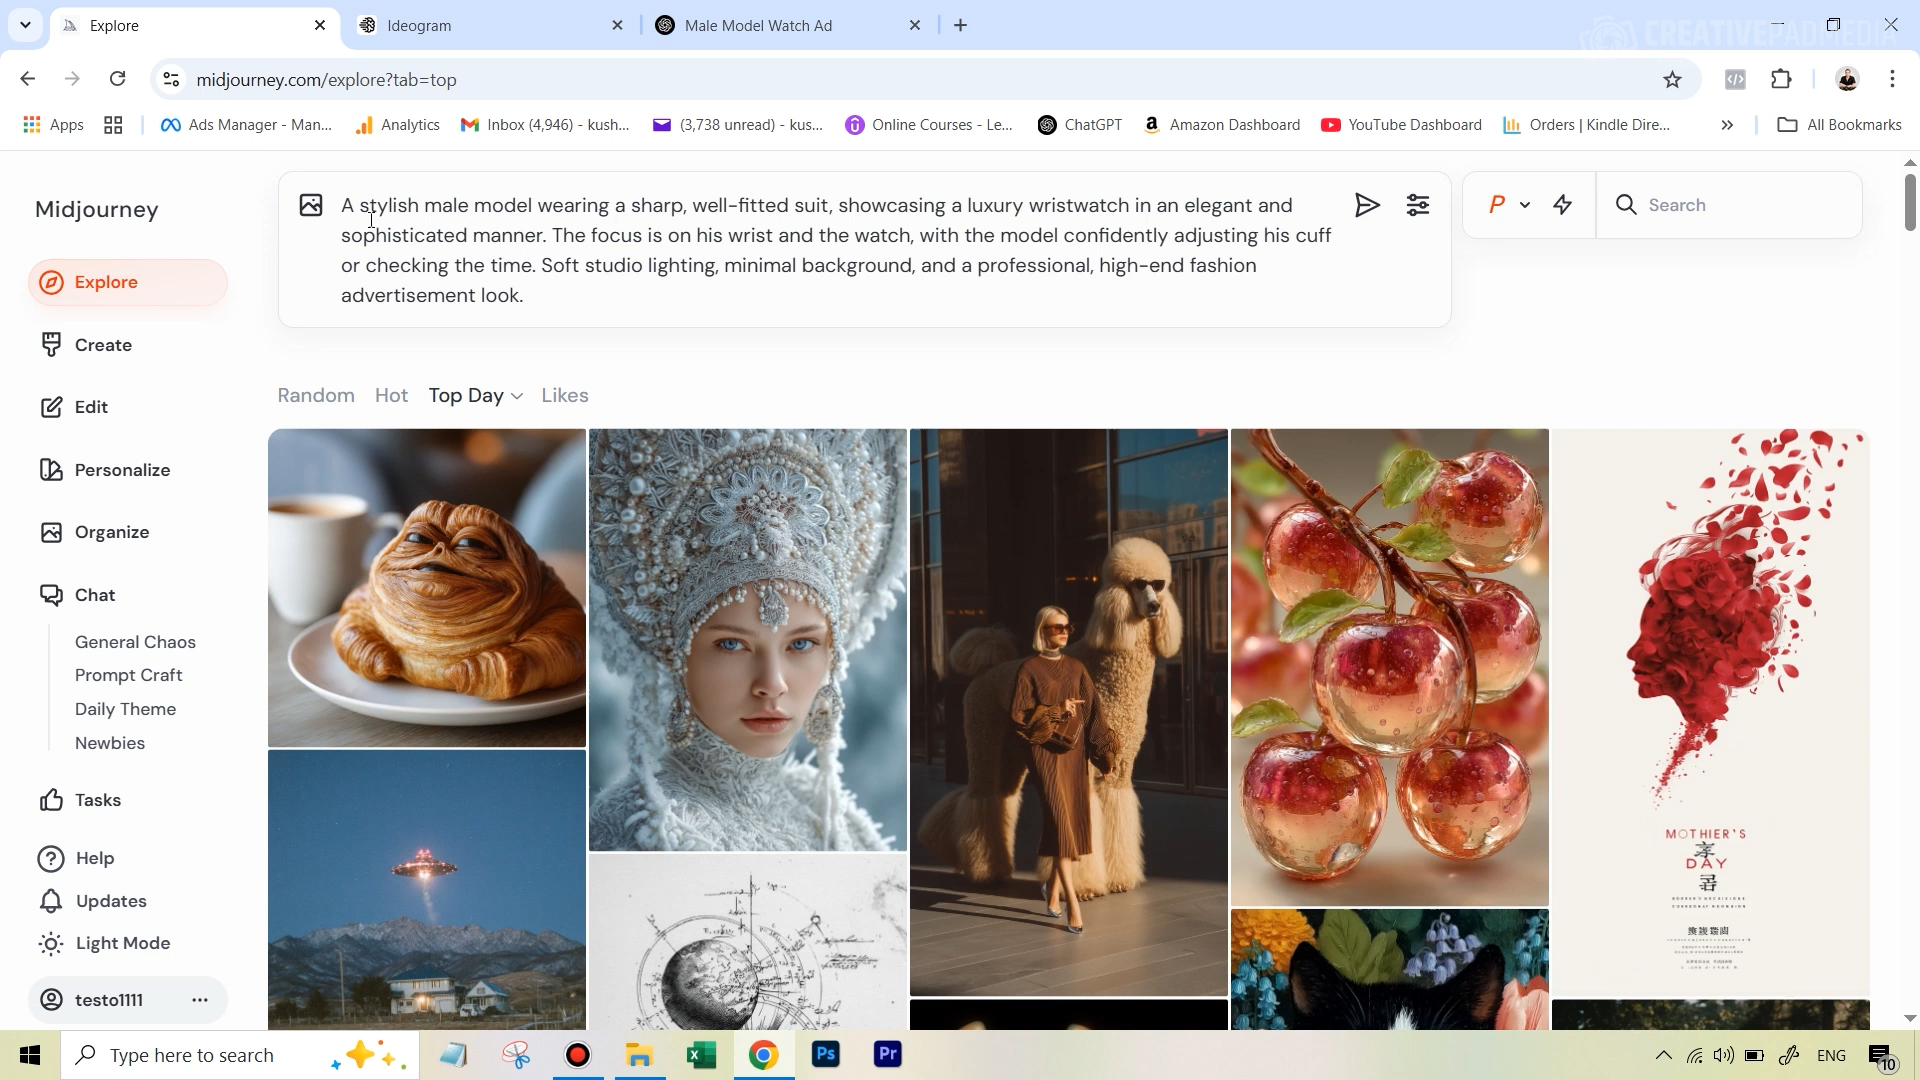 Explore
Ideogram
Male Model Watch Ad
CREATIVEPADMEDIA
midjourney.com/explore?tab=top
Apps
Ads Manager - Man...
Analytics
Inbox (4,946) - kush...
(3,738 unread) - kus...
Online Courses - Le...
ChatGPT
Amazon Dashboard
YouTube Dashboard
Orders | Kindle Dire...
All Bookmarks
Midjourney
A stylish male model wearing a sharp, well-fitted suit, showcasing a luxury wristwatch in an elegant and
sophisticated manner. The focus is on his wrist and the watch, with the model confidently adjusting his cuff
or checking the time. Soft studio lighting, minimal background, and a professional, high-end fashion
advertisement look.
P
Search
Explore
Create
Edit
Personalize
Organize
Chat
General Chaos
Prompt Craft
Daily Theme
Newbies
Tasks
Help
Updates
Light Mode
testo1111
Random
Hot
Top Day
Likes
MOTHIER'S
DAY
Type here to search
Ps
Pr
ENG
10